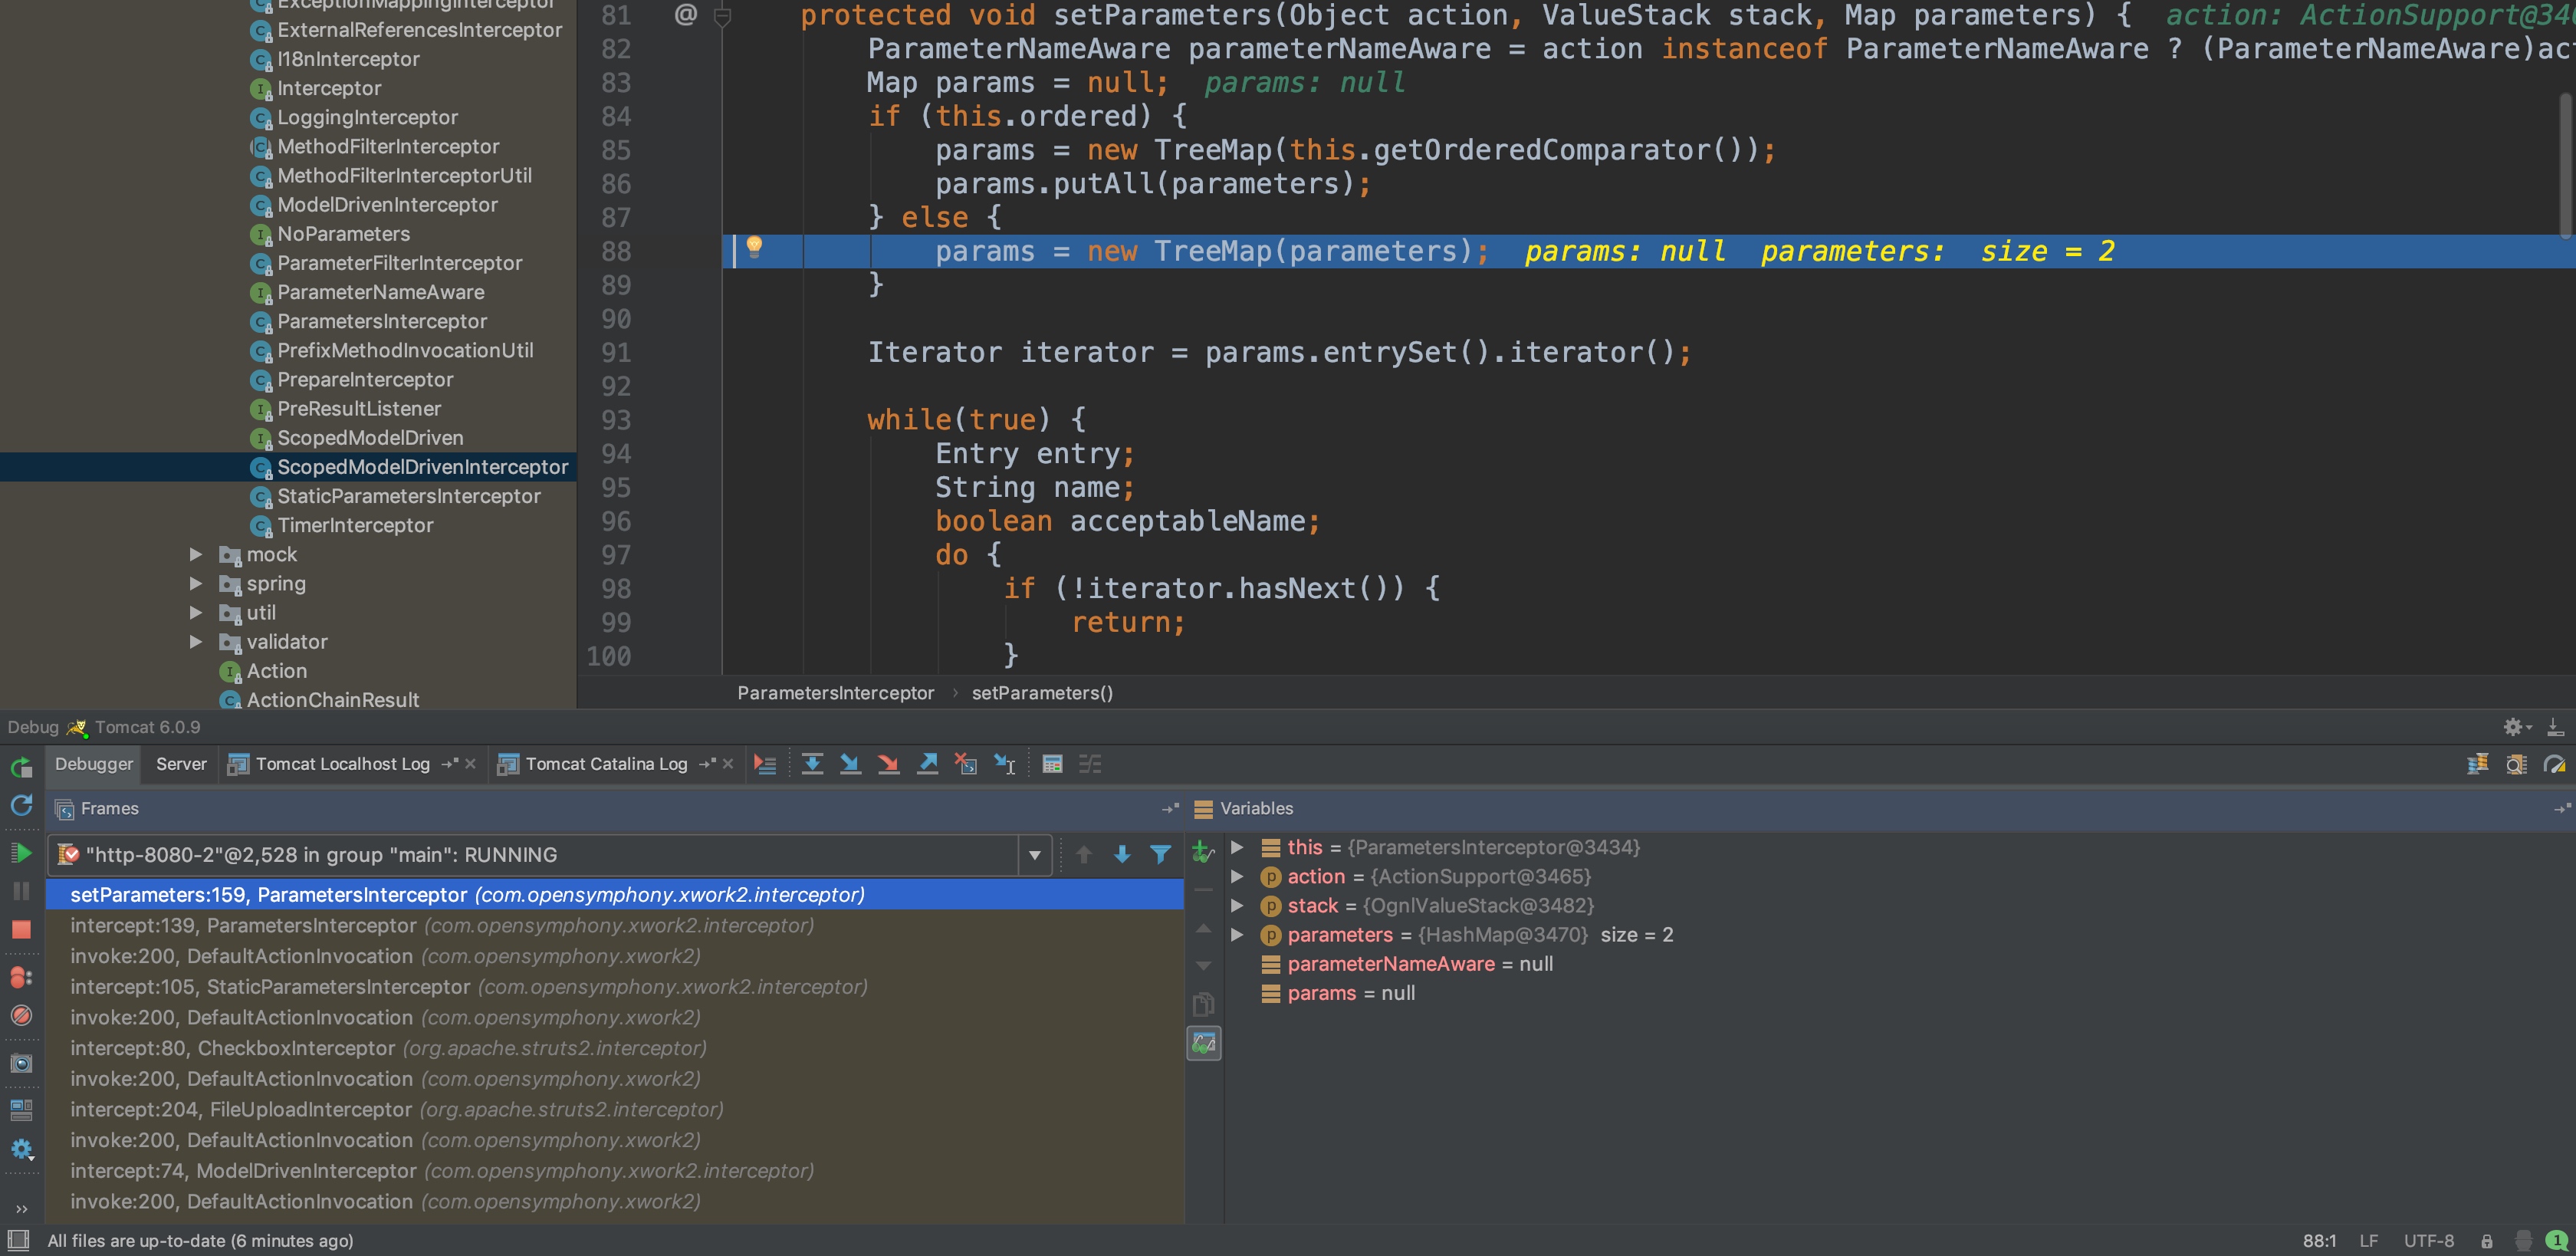 ExceptionMappingInterceptor
ExternalReferencesInterceptor
I18nInterceptor
Interceptor
LoggingInterceptor
MethodFilterInterceptor
MethodFilterInterceptorUtil
ModelDrivenInterceptor
NoParameters
ParameterFilterInterceptor
ParameterNameAware
ParametersInterceptor
PrefixMethodInvocationUtil
PrepareInterceptor
PreResultListener
ScopedModelDriven
ScopedModelDrivenInterceptor
StaticParametersInterceptor
TimerInterceptor
mock
spring
util
validator
Action
ActionChainResult
81 @ protected void setParameters(Object action, ValueStack stack, Map parameters) { action: ActionSupport@346
82 ParameterNameAware parameterNameAware = action instanceof ParameterNameAware ? (ParameterNameAware)ac
83 Map params = null; params: null
84 if (this.ordered) {
85 params = new TreeMap(this.getOrderedComparator());
86 params.putAll(parameters);
87 } else {
88 params = new TreeMap(parameters); params: null parameters: size = 2
89 }
90
91 Iterator iterator = params.entrySet().iterator();
92
93 while(true) {
94 Entry entry;
95 String name;
96 boolean acceptableName;
97 do {
98 if (!iterator.hasNext()) {
99 return;
100 }
ParametersInterceptor › setParameters()
Debug Tomcat 6.0.9
Debugger Server Tomcat Localhost Log Tomcat Catalina Log
Frames
"http-8080-2"@2,528 in group "main": RUNNING
setParameters:159, ParametersInterceptor (com.opensymphony.xwork2.interceptor)
intercept:139, ParametersInterceptor (com.opensymphony.xwork2.interceptor)
invoke:200, DefaultActionInvocation (com.opensymphony.xwork2)
intercept:105, StaticParametersInterceptor (com.opensymphony.xwork2.interceptor)
invoke:200, DefaultActionInvocation (com.opensymphony.xwork2)
intercept:80, CheckboxInterceptor (org.apache.struts2.interceptor)
invoke:200, DefaultActionInvocation (com.opensymphony.xwork2)
intercept:204, FileUploadInterceptor (org.apache.struts2.interceptor)
invoke:200, DefaultActionInvocation (com.opensymphony.xwork2)
intercept:74, ModelDrivenInterceptor (com.opensymphony.xwork2.interceptor)
invoke:200, DefaultActionInvocation (com.opensymphony.xwork2)
Variables
this = {ParametersInterceptor@3434}
action = {ActionSupport@3465}
stack = {OgnlValueStack@3482}
parameters = {HashMap@3470} size = 2
parameterNameAware = null
params = null
All files are up-to-date (6 minutes ago)
88:1 LF UTF-8 1